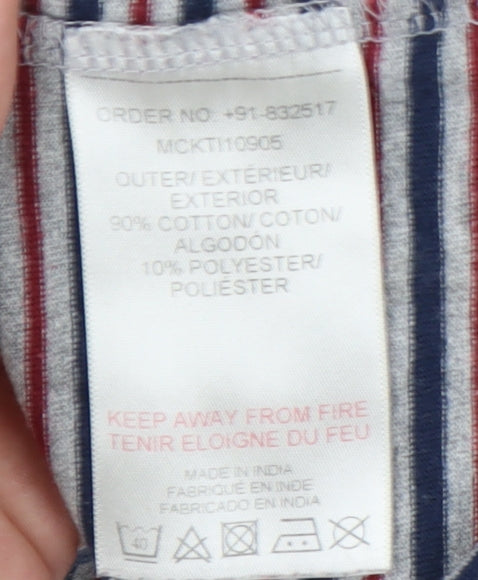 ORDER NO: +91-832517
MCKTI10905
OUTER/ EXTÉRIEUR/
EXTERIOR
90% COTTON/ COTON/
ALGODÓN
10% POLYESTER/
POLIÉSTER
KEEP AWAY FROM FIRE
TENIR ELOIGNE DU FEU
MADE IN INDIA
FABRIQUÉ EN INDE
FABRICADO EN INDIA
40